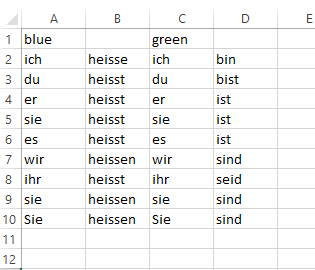 A B C D E
1 blue green
2 ich heisse ich bin
3 du heisst du bist
4 er heisst er ist
5 sie heisst sie ist
6 es heisst es ist
7 wir heissen wir sind
8 ihr heisst ihr seid
9 sie heissen sie sind
10 Sie heissen Sie sind
11
12